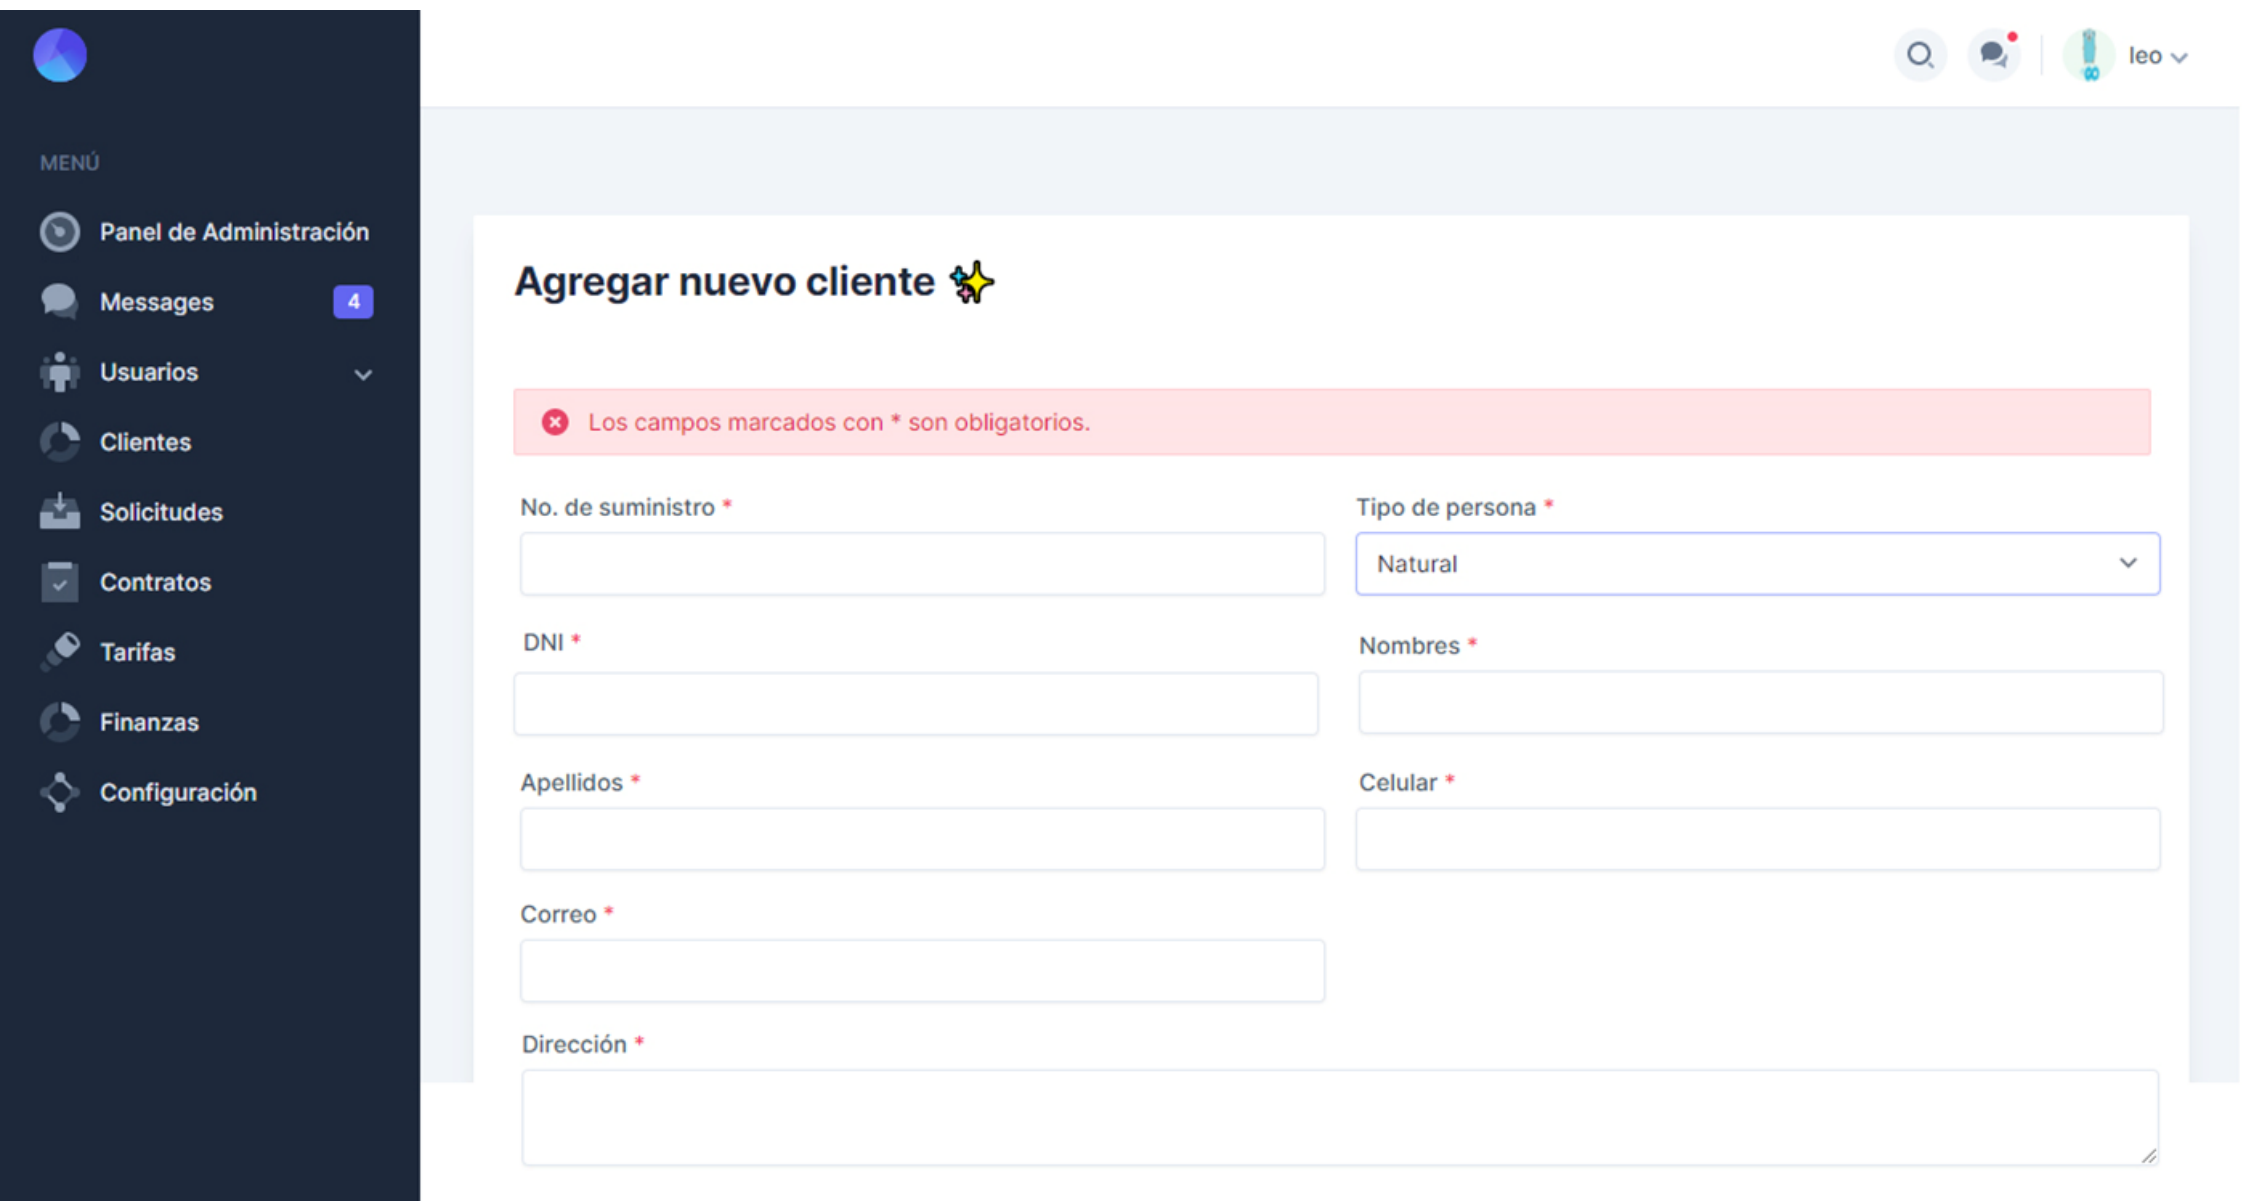 leo
MENÚ
Panel de Administración
Messages 4
Usuarios
Clientes
Solicitudes
Contratos
Tarifas
Finanzas
Configuración
Agregar nuevo cliente
Los campos marcados con * son obligatorios.
No. de suministro *
Tipo de persona *
Natural
DNI *
Nombres *
Apellidos *
Celular *
Correo *
Dirección *